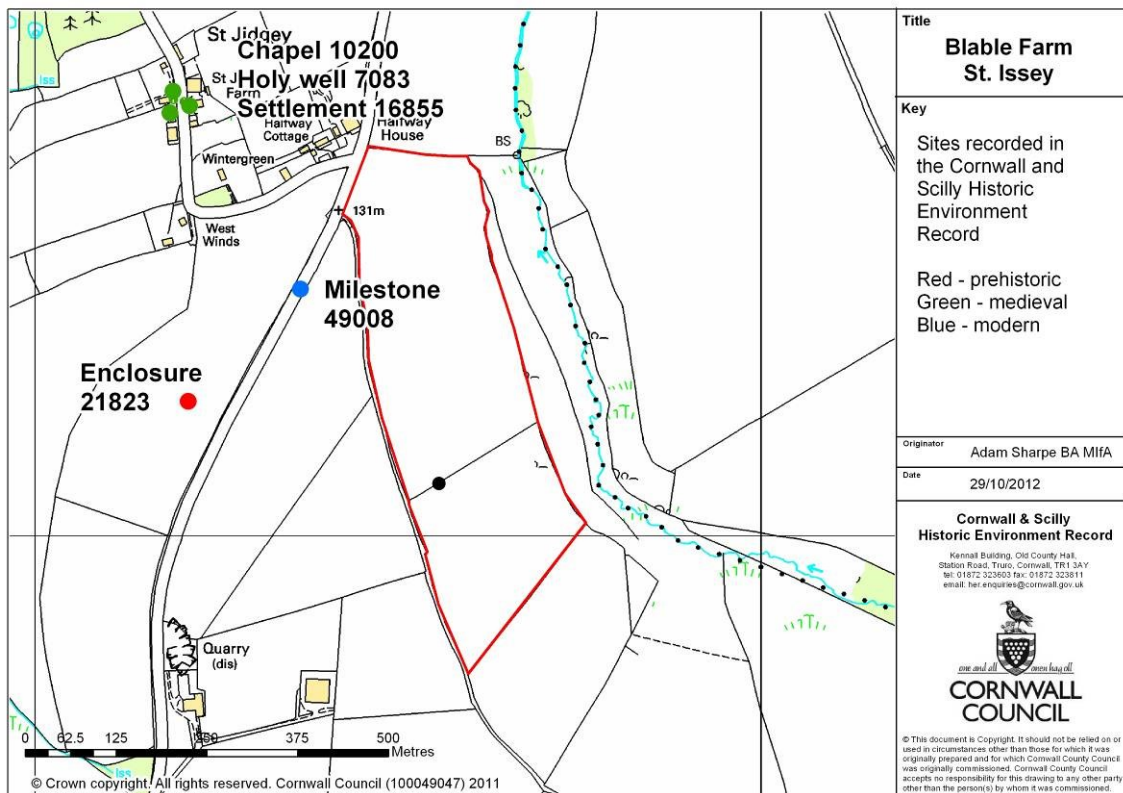 St Jidgey
Chapel 10200
Holy well 7083
Settlement 16855
St J
Farm
Halfway
Cottage
Halfway
House
Wintergreen
West
Winds
Iss
BS
131m
Milestone
49008
Enclosure
21823
Quarry
(dis)
Iss
0 62.5 125 250 375 500
Metres
© Crown copyright. All rights reserved. Cornwall Council (100049047) 2011
Title
Blable Farm
St. Issey
Key
Sites recorded in
the Cornwall and
Scilly Historic
Environment
Record
Red - prehistoric
Green - medieval
Blue - modern
Originator
Adam Sharpe BA MIfA
Date
29/10/2012
Cornwall & Scilly
Historic Environment Record
Kennall Building, Old County Hall,
Station Road, Truro, Cornwall, TR1 3AY
tel: 01872 323603 fax: 01872 323811
email: her.enquiries@cornwall.gov.uk
one and all onen hag oll
CORNWALL
COUNCIL
© This document is Copyright. It should not be relied on or
used in circumstances other than those for which it was
originally prepared and for which Cornwall County Council
was originally commissioned. Cornwall County Council
accepts no responsibility for this drawing to any other party
other than the person(s) by whom it was commissioned.